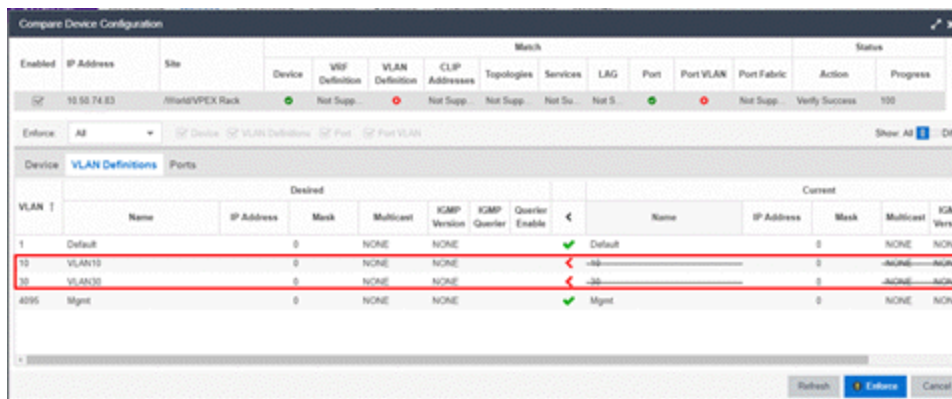 Compare Device Configuration
Match Status
Enabled IP Address Site Device VRF Definition VLAN Definition CLIP Addresses Topologies Services LAG Port Port VLAN Port Fabric Action Progress
10.50.74.83 /World/VPEX Rack Not Supp... Not Supp... Not Supp... Not Su... Not S... Not Supp... Verify Success 100
Enforce: All Device VLAN Definitions Port Port VLAN Show: All
Device VLAN Definitions Ports
Desired Current
VLAN Name IP Address Mask Multicast IGMP Version IGMP Querier Querier Enable < Name IP Address Mask Multicast
1 Default 0 NONE NONE Default 0 NONE NON
10 VLAN10 0 NONE NONE < 10 0 NONE NON
30 VLAN30 0 NONE NONE < 30 0 NONE NON
4095 Mgmt 0 NONE NONE Mgmt 0 NONE NON
Refresh Enforce Cancel